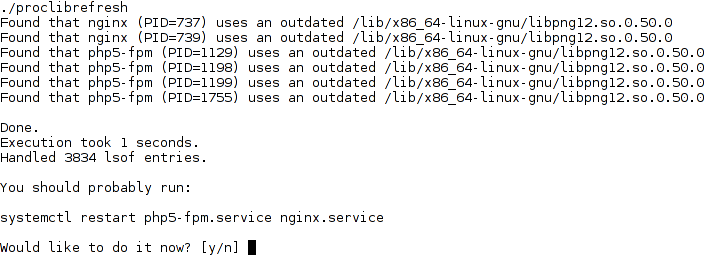 ./proclibrefresh
Found that nginx (PID=737) uses an outdated /lib/x86_64-linux-gnu/libpng12.so.0.50.0
Found that nginx (PID=739) uses an outdated /lib/x86_64-linux-gnu/libpng12.so.0.50.0
Found that php5-fpm (PID=1129) uses an outdated /lib/x86_64-linux-gnu/libpng12.so.0.50.0
Found that php5-fpm (PID=1198) uses an outdated /lib/x86_64-linux-gnu/libpng12.so.0.50.0
Found that php5-fpm (PID=1199) uses an outdated /lib/x86_64-linux-gnu/libpng12.so.0.50.0
Found that php5-fpm (PID=1755) uses an outdated /lib/x86_64-linux-gnu/libpng12.so.0.50.0
Done.
Execution took 1 seconds.
Handled 3834 lsof entries.
You should probably run:
systemctl restart php5-fpm.service nginx.service
Would like to do it now? [y/n]